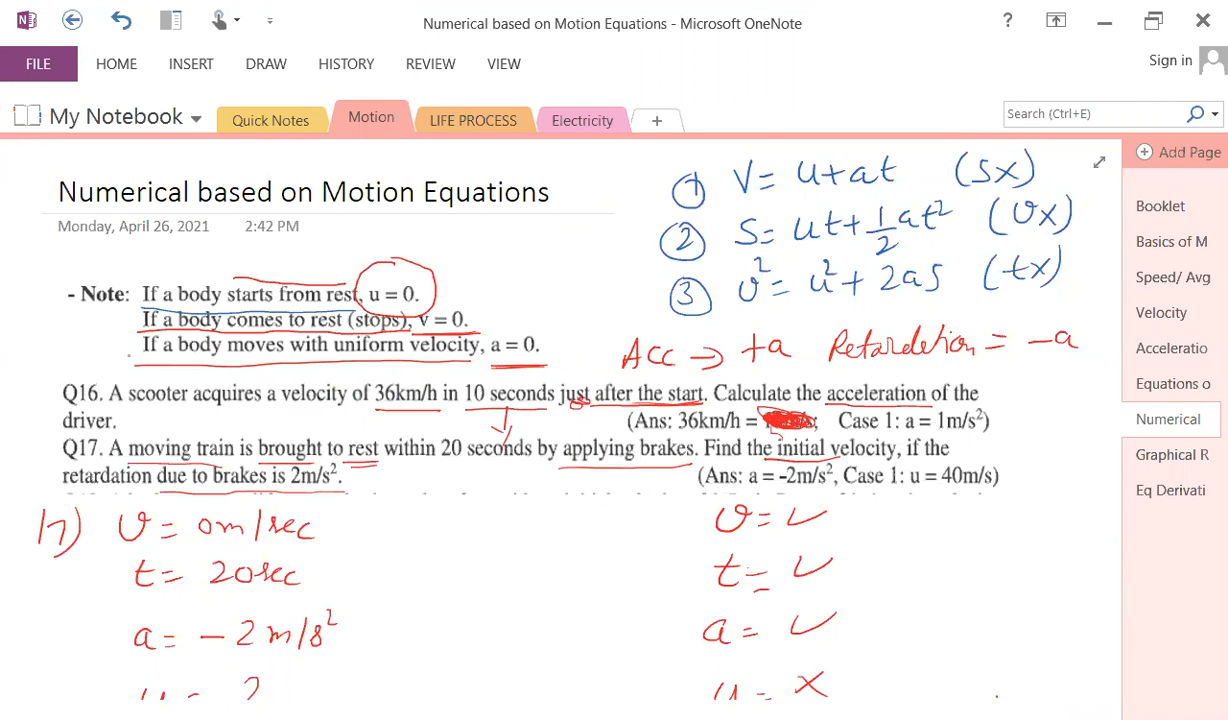 Numerical based on Motion Equations - Microsoft OneNote
?
FILE HOME INSERT DRAW HISTORY REVIEW VIEW
Sign in
My Notebook Quick Notes Motion LIFE PROCESS Electricity +
Search (Ctrl+E)
Numerical based on Motion Equations
Monday, April 26, 2021 2:42 PM
① V = u+at (sx)
② S = ut+½at² (vx)
③ v² = u² + 2as (tx)
- Note: If a body starts from rest, u = 0.
If a body comes to rest (stops), v = 0.
If a body moves with uniform velocity, a = 0.
Acc → +a Retardetion = -a
Q16. A scooter acquires a velocity of 36km/h in 10 seconds just after the start. Calculate the acceleration of the
driver. (Ans: 36km/h = ; Case 1: a = 1m/s²)
Q17. A moving train is brought to rest within 20 seconds by applying brakes. Find the initial velocity, if the
retardation due to brakes is 2m/s². (Ans: a = -2m/s², Case 1: u = 40m/s)
17) v = 0m/sec
t = 20sec
a = -2m/s²
u = ?
v = ✓
t = ✓
a = ✓
u = ×
Add Page
Booklet
Basics of M
Speed/ Avg
Velocity
Acceleratio
Equations o
Numerical
Graphical R
Eq Derivati